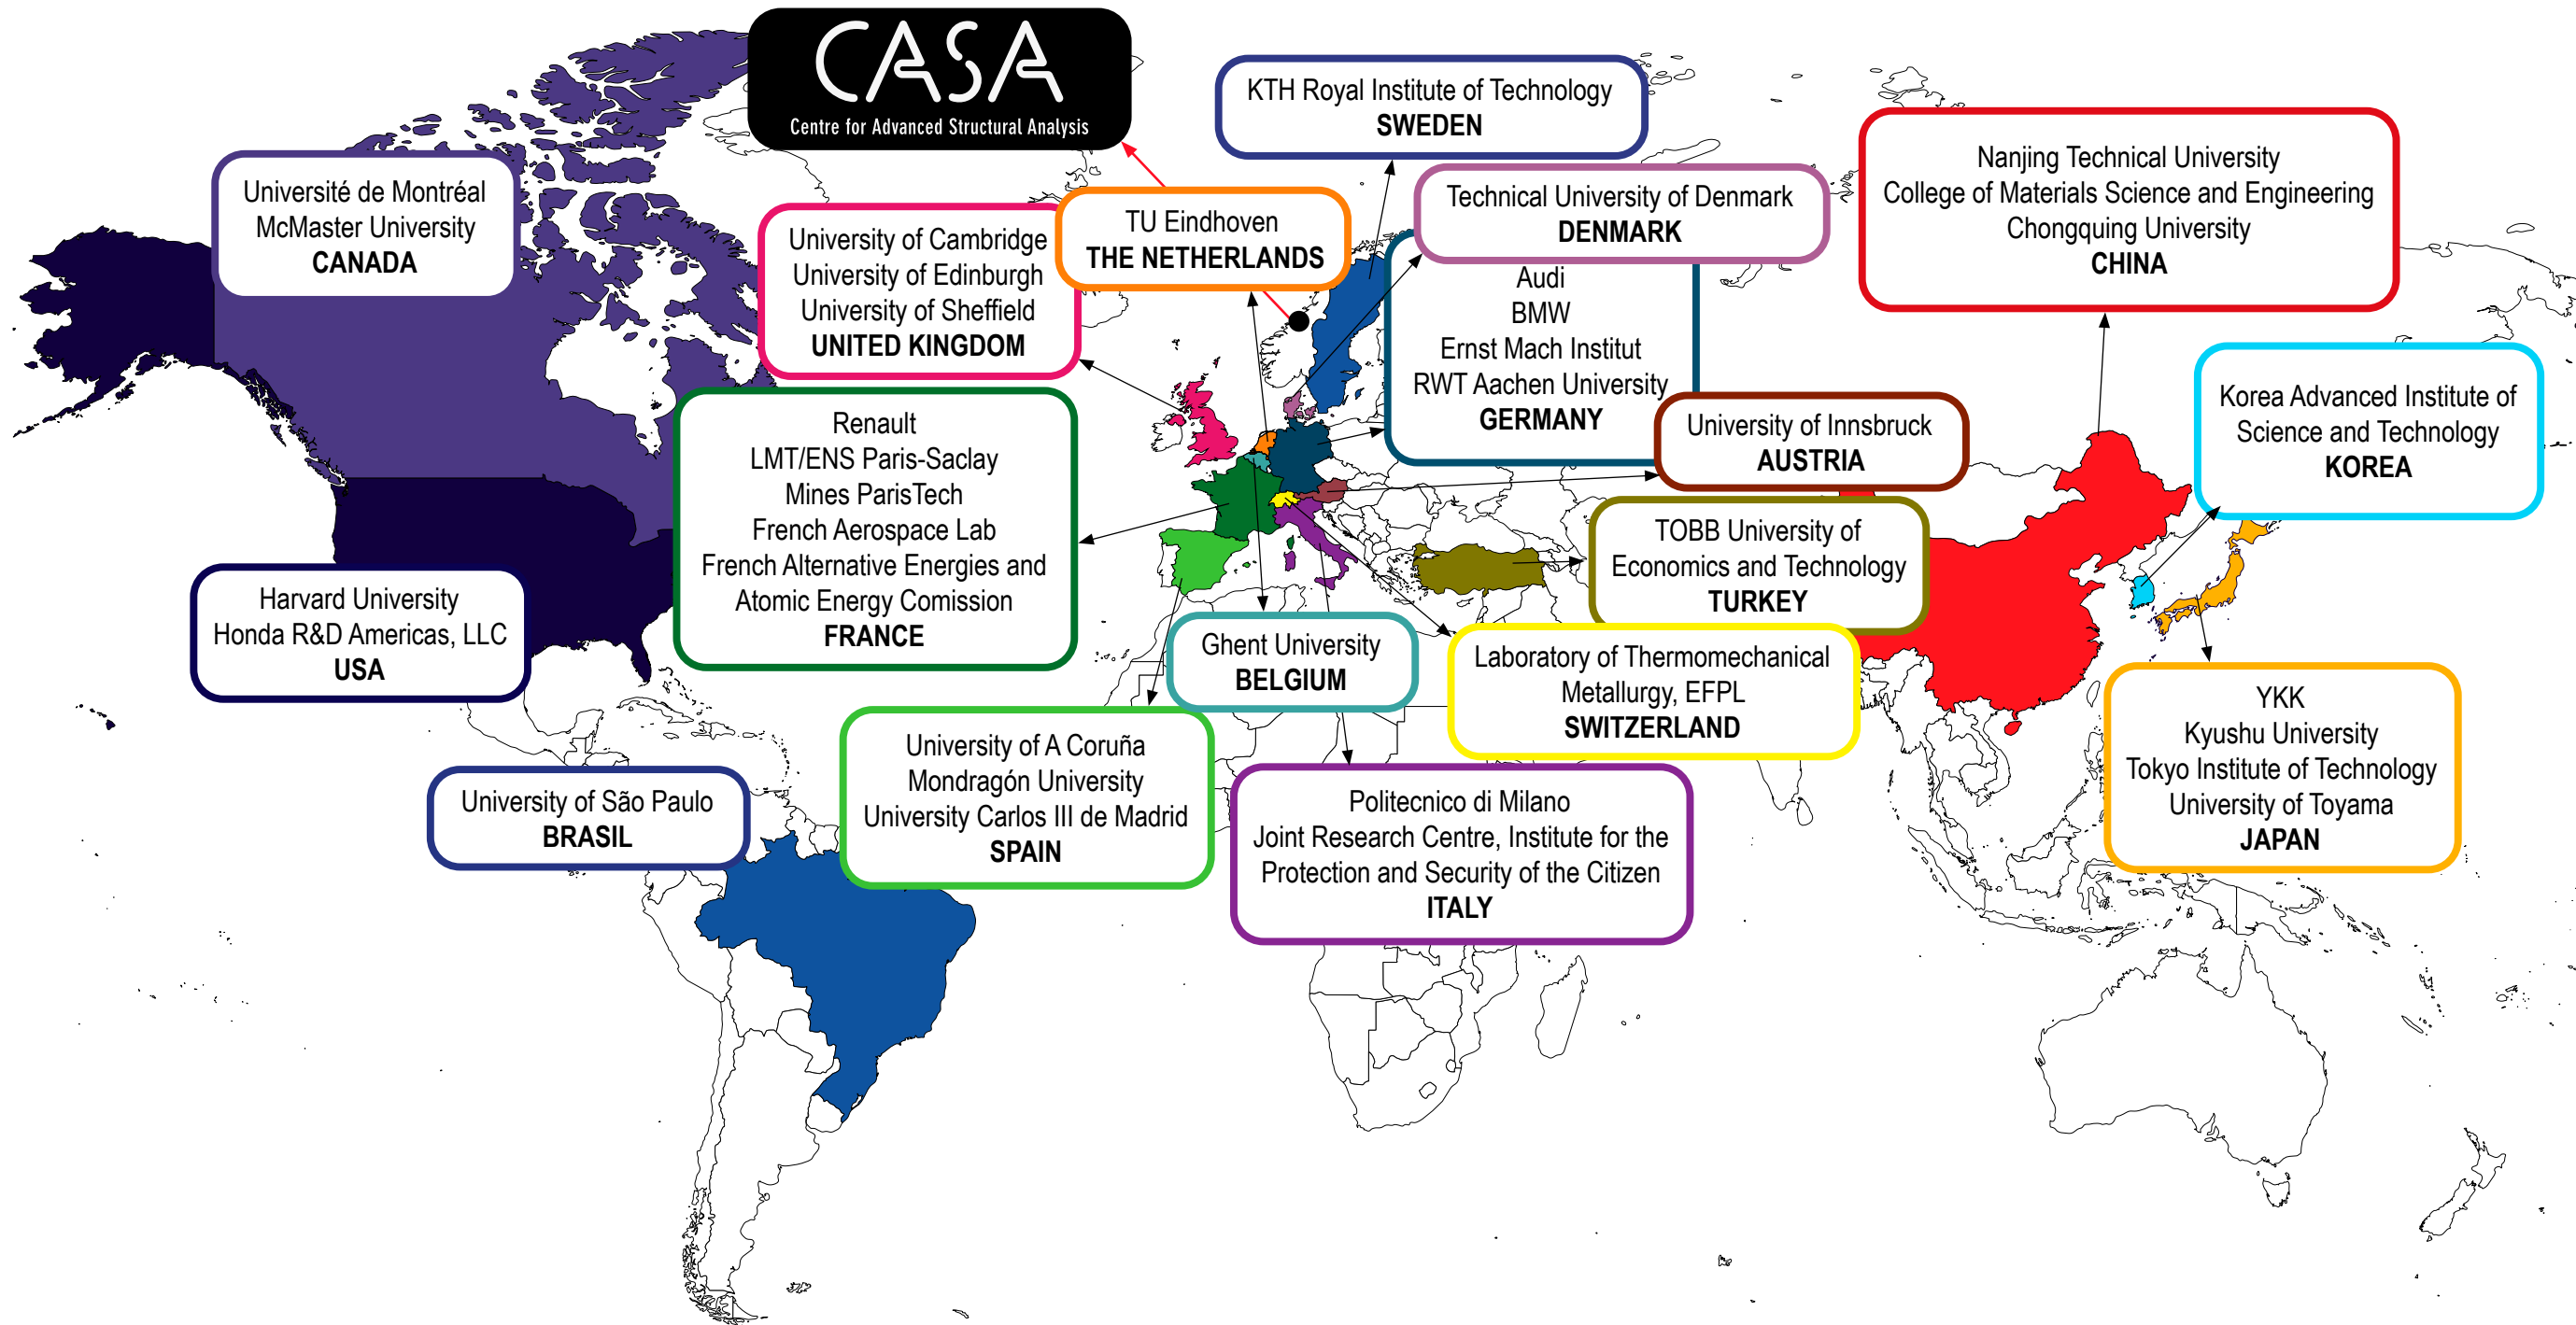 CASA
Centre for Advanced Structural Analysis
KTH Royal Institute of Technology
SWEDEN
Nanjing Technical University
College of Materials Science and Engineering
Chongquing University
CHINA
Université de Montréal
McMaster University
CANADA
University of Cambridge
University of Edinburgh
University of Sheffield
UNITED KINGDOM
TU Eindhoven
THE NETHERLANDS
Technical University of Denmark
DENMARK
Audi
BMW
Ernst Mach Institut
RWT Aachen University
GERMANY
Korea Advanced Institute of
Science and Technology
KOREA
Renault
LMT/ENS Paris-Saclay
Mines ParisTech
French Aerospace Lab
French Alternative Energies and
Atomic Energy Comission
FRANCE
University of Innsbruck
AUSTRIA
TOBB University of
Economics and Technology
TURKEY
Harvard University
Honda R&D Americas, LLC
USA
Ghent University
BELGIUM
Laboratory of Thermomechanical
Metallurgy, EFPL
SWITZERLAND
YKK
Kyushu University
Tokyo Institute of Technology
University of Toyama
JAPAN
University of A Coruña
Mondragón University
University Carlos III de Madrid
SPAIN
University of São Paulo
BRASIL
Politecnico di Milano
Joint Research Centre, Institute for the
Protection and Security of the Citizen
ITALY